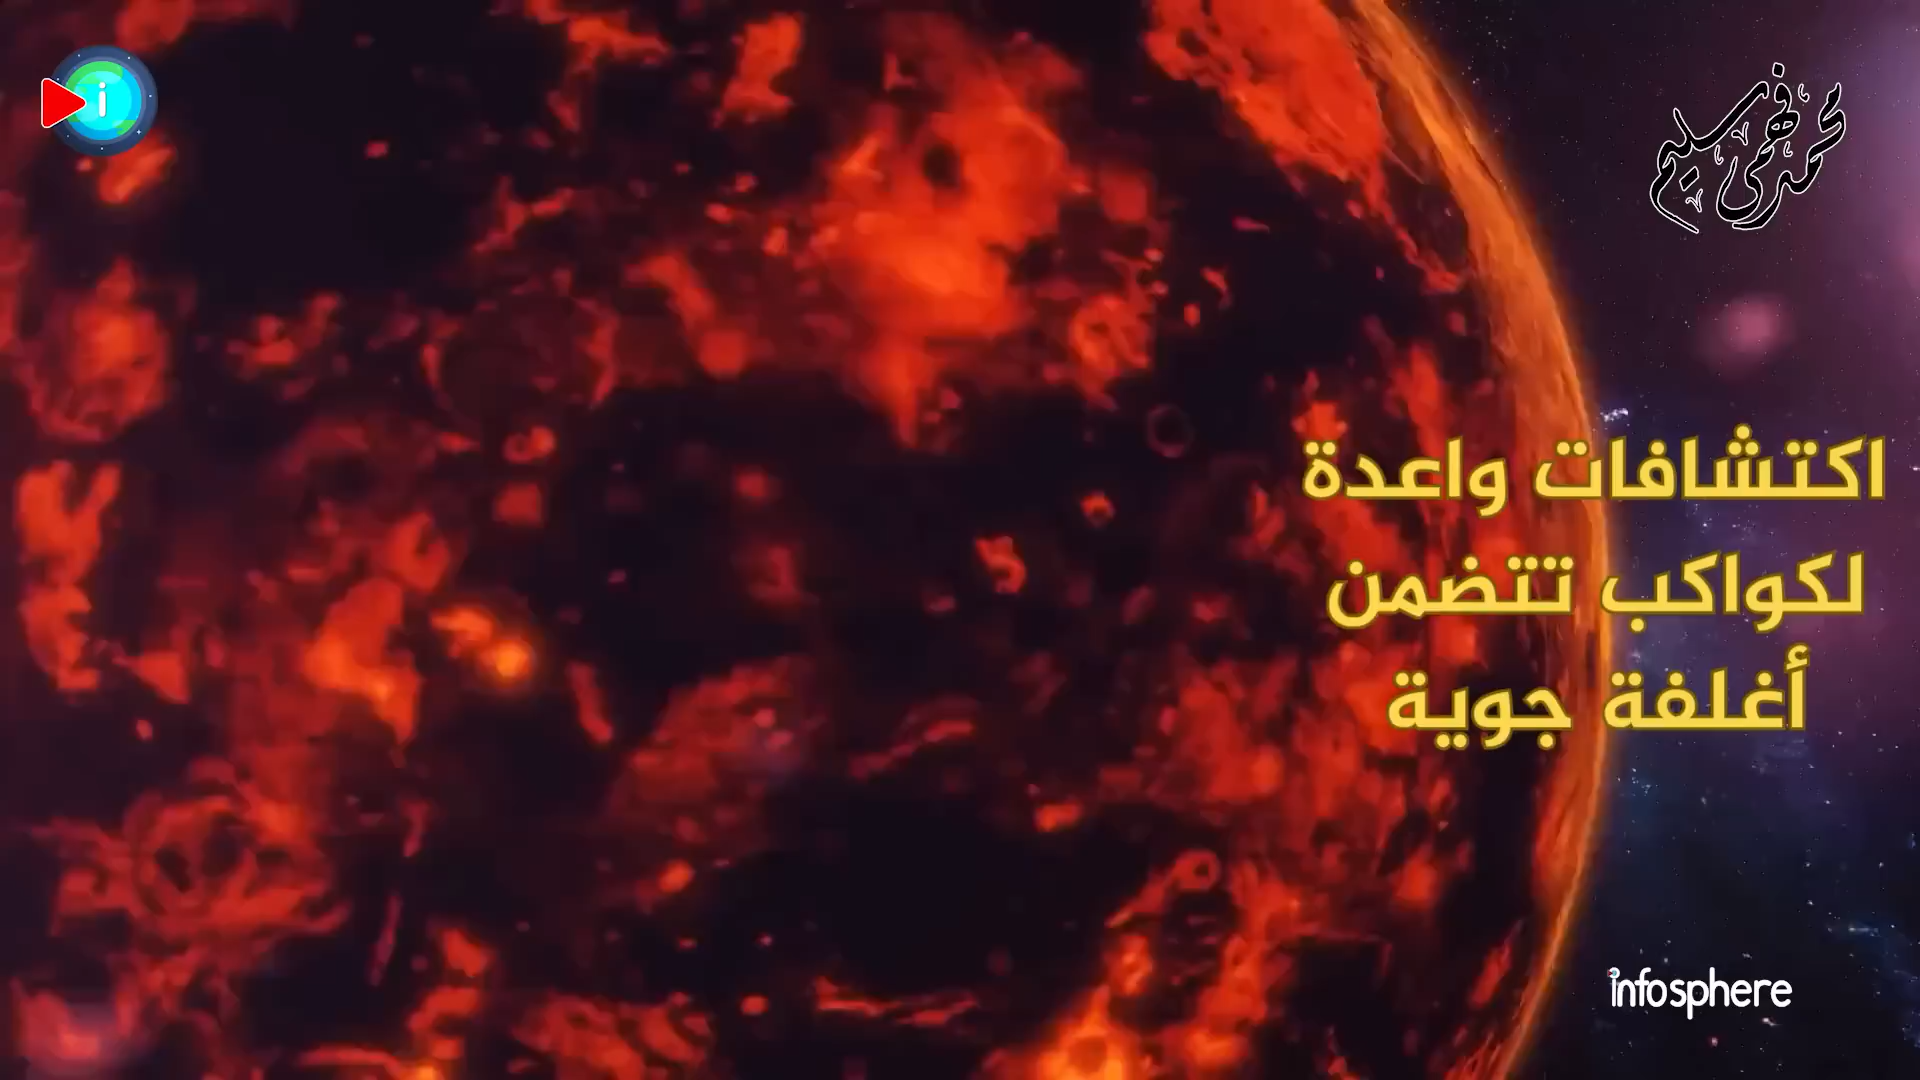 محمد فهمي سليم
اكتشافات واعدة
لكواكب تتضمن
أغلفة جوية
infosphere